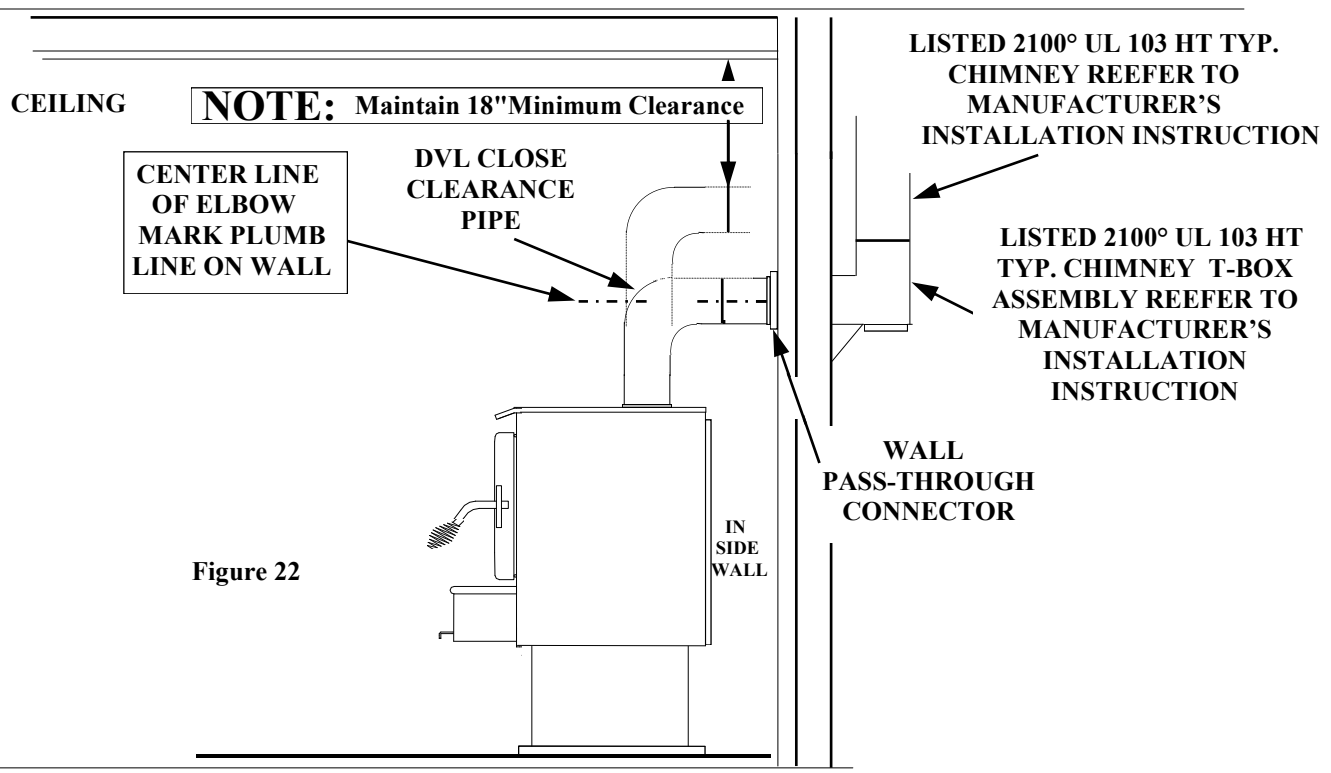 LISTED 2100° UL 103 HT TYP.
CHIMNEY REEFER TO
MANUFACTURER'S
INSTALLATION INSTRUCTION
CEILING
NOTE: Maintain 18"Minimum Clearance
DVL CLOSE
CLEARANCE
PIPE
CENTER LINE
OF ELBOW
MARK PLUMB
LINE ON WALL
LISTED 2100° UL 103 HT
TYP. CHIMNEY T-BOX
ASSEMBLY REEFER TO
MANUFACTURER'S
INSTALLATION
INSTRUCTION
WALL
PASS-THROUGH
CONNECTOR
IN
SIDE
WALL
Figure 22